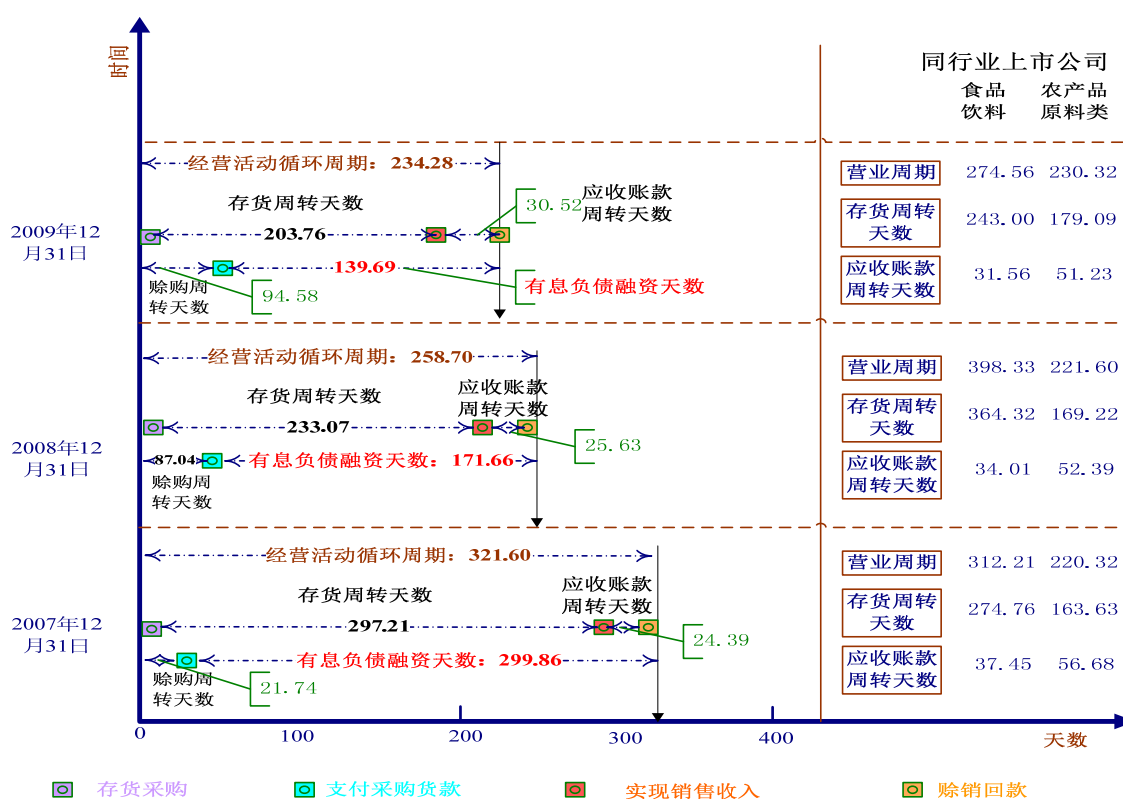 时间
同行业上市公司
食品
饮料
农产品
原料类
2009年12
月31日
经营活动循环周期：234.28
存货周转天数
203.76
30.52
应收账款
周转天数
139.69
赊购周
转天数
94.58
有息负债融资天数
营业周期 274.56 230.32
存货周转
天数
243.00 179.09
应收账款
周转天数
31.56 51.23
2008年12
月31日
经营活动循环周期：258.70
存货周转天数
233.07
应收账款
周转天数
25.63
87.04
有息负债融资天数：171.66
赊购周
转天数
营业周期 398.33 221.60
存货周转
天数
364.32 169.22
应收账款
周转天数
34.01 52.39
2007年12
月31日
经营活动循环周期：321.60
存货周转天数
297.21
应收账款
周转天数
24.39
有息负债融资天数：299.86
赊购周
转天数
21.74
营业周期 312.21 220.32
存货周转
天数
274.76 163.63
应收账款
周转天数
37.45 56.68
0 100 200 300 400
天数
存货采购 支付采购货款 实现销售收入 赊销回款